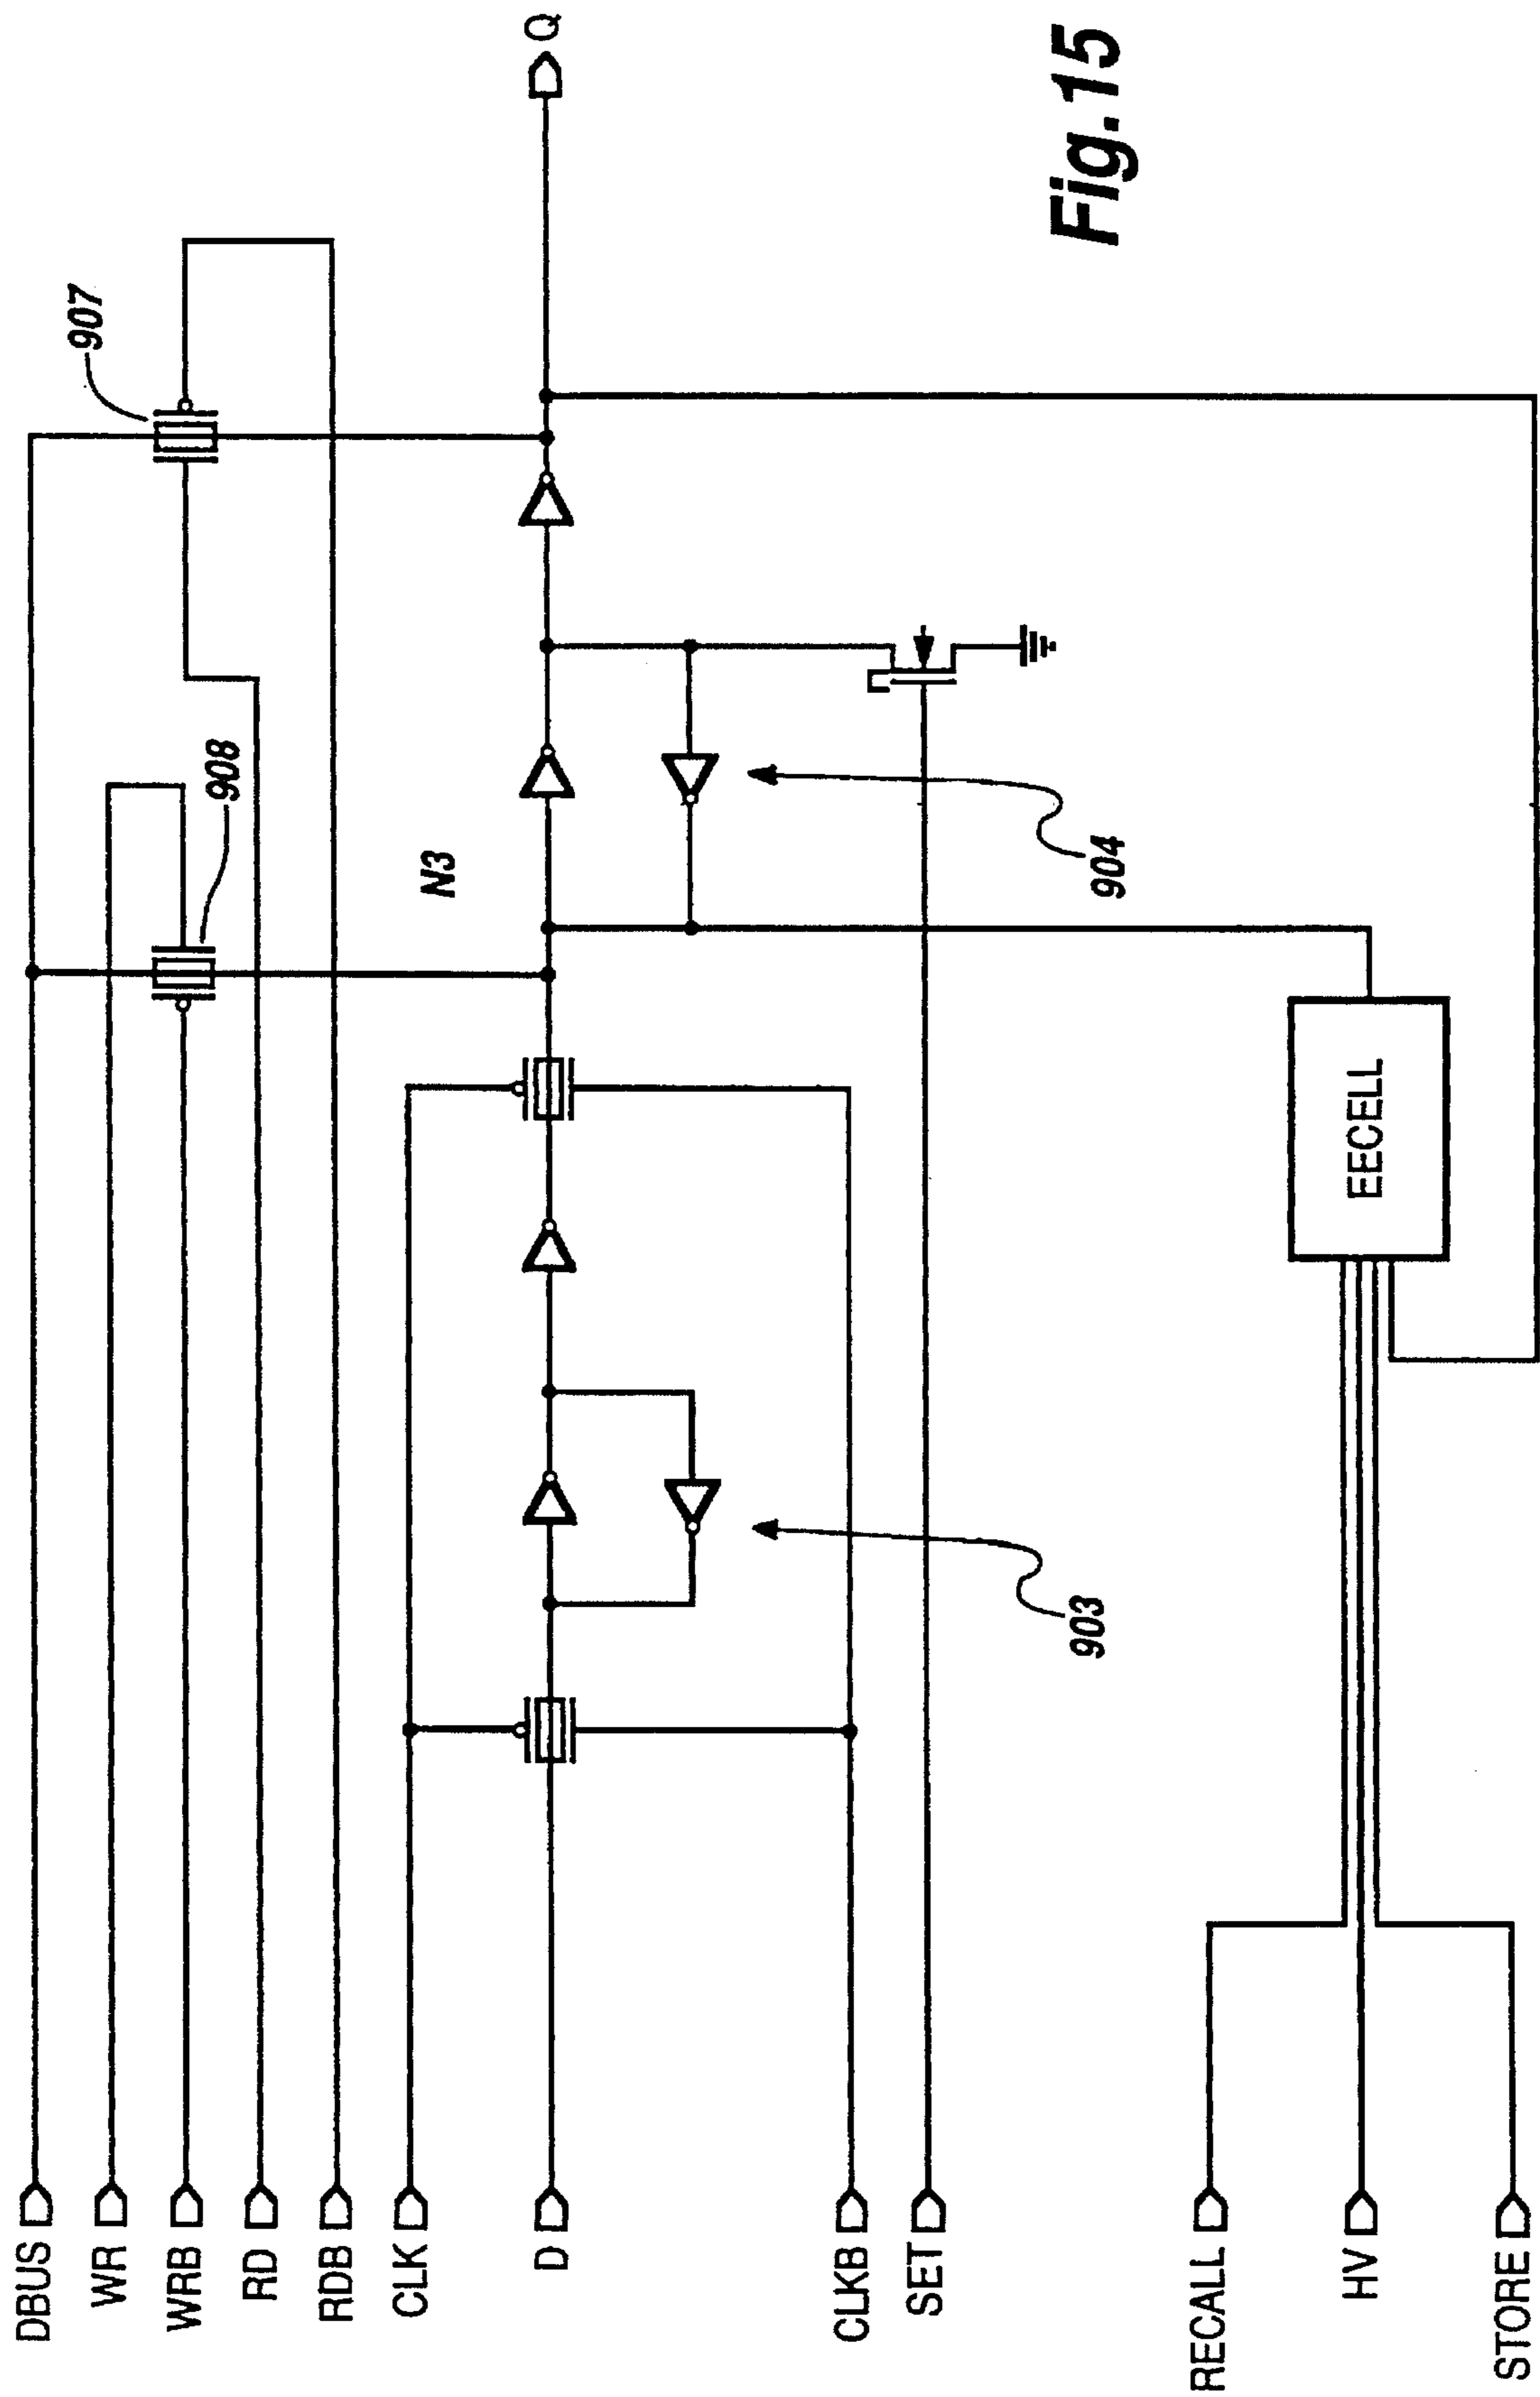 DBUS
WR
WRB
RD
RDB
CLK
D
CLKB
SET
RECALL
HV
STORE
907
908
N3
904
903
EECELL
Q
Fig.15